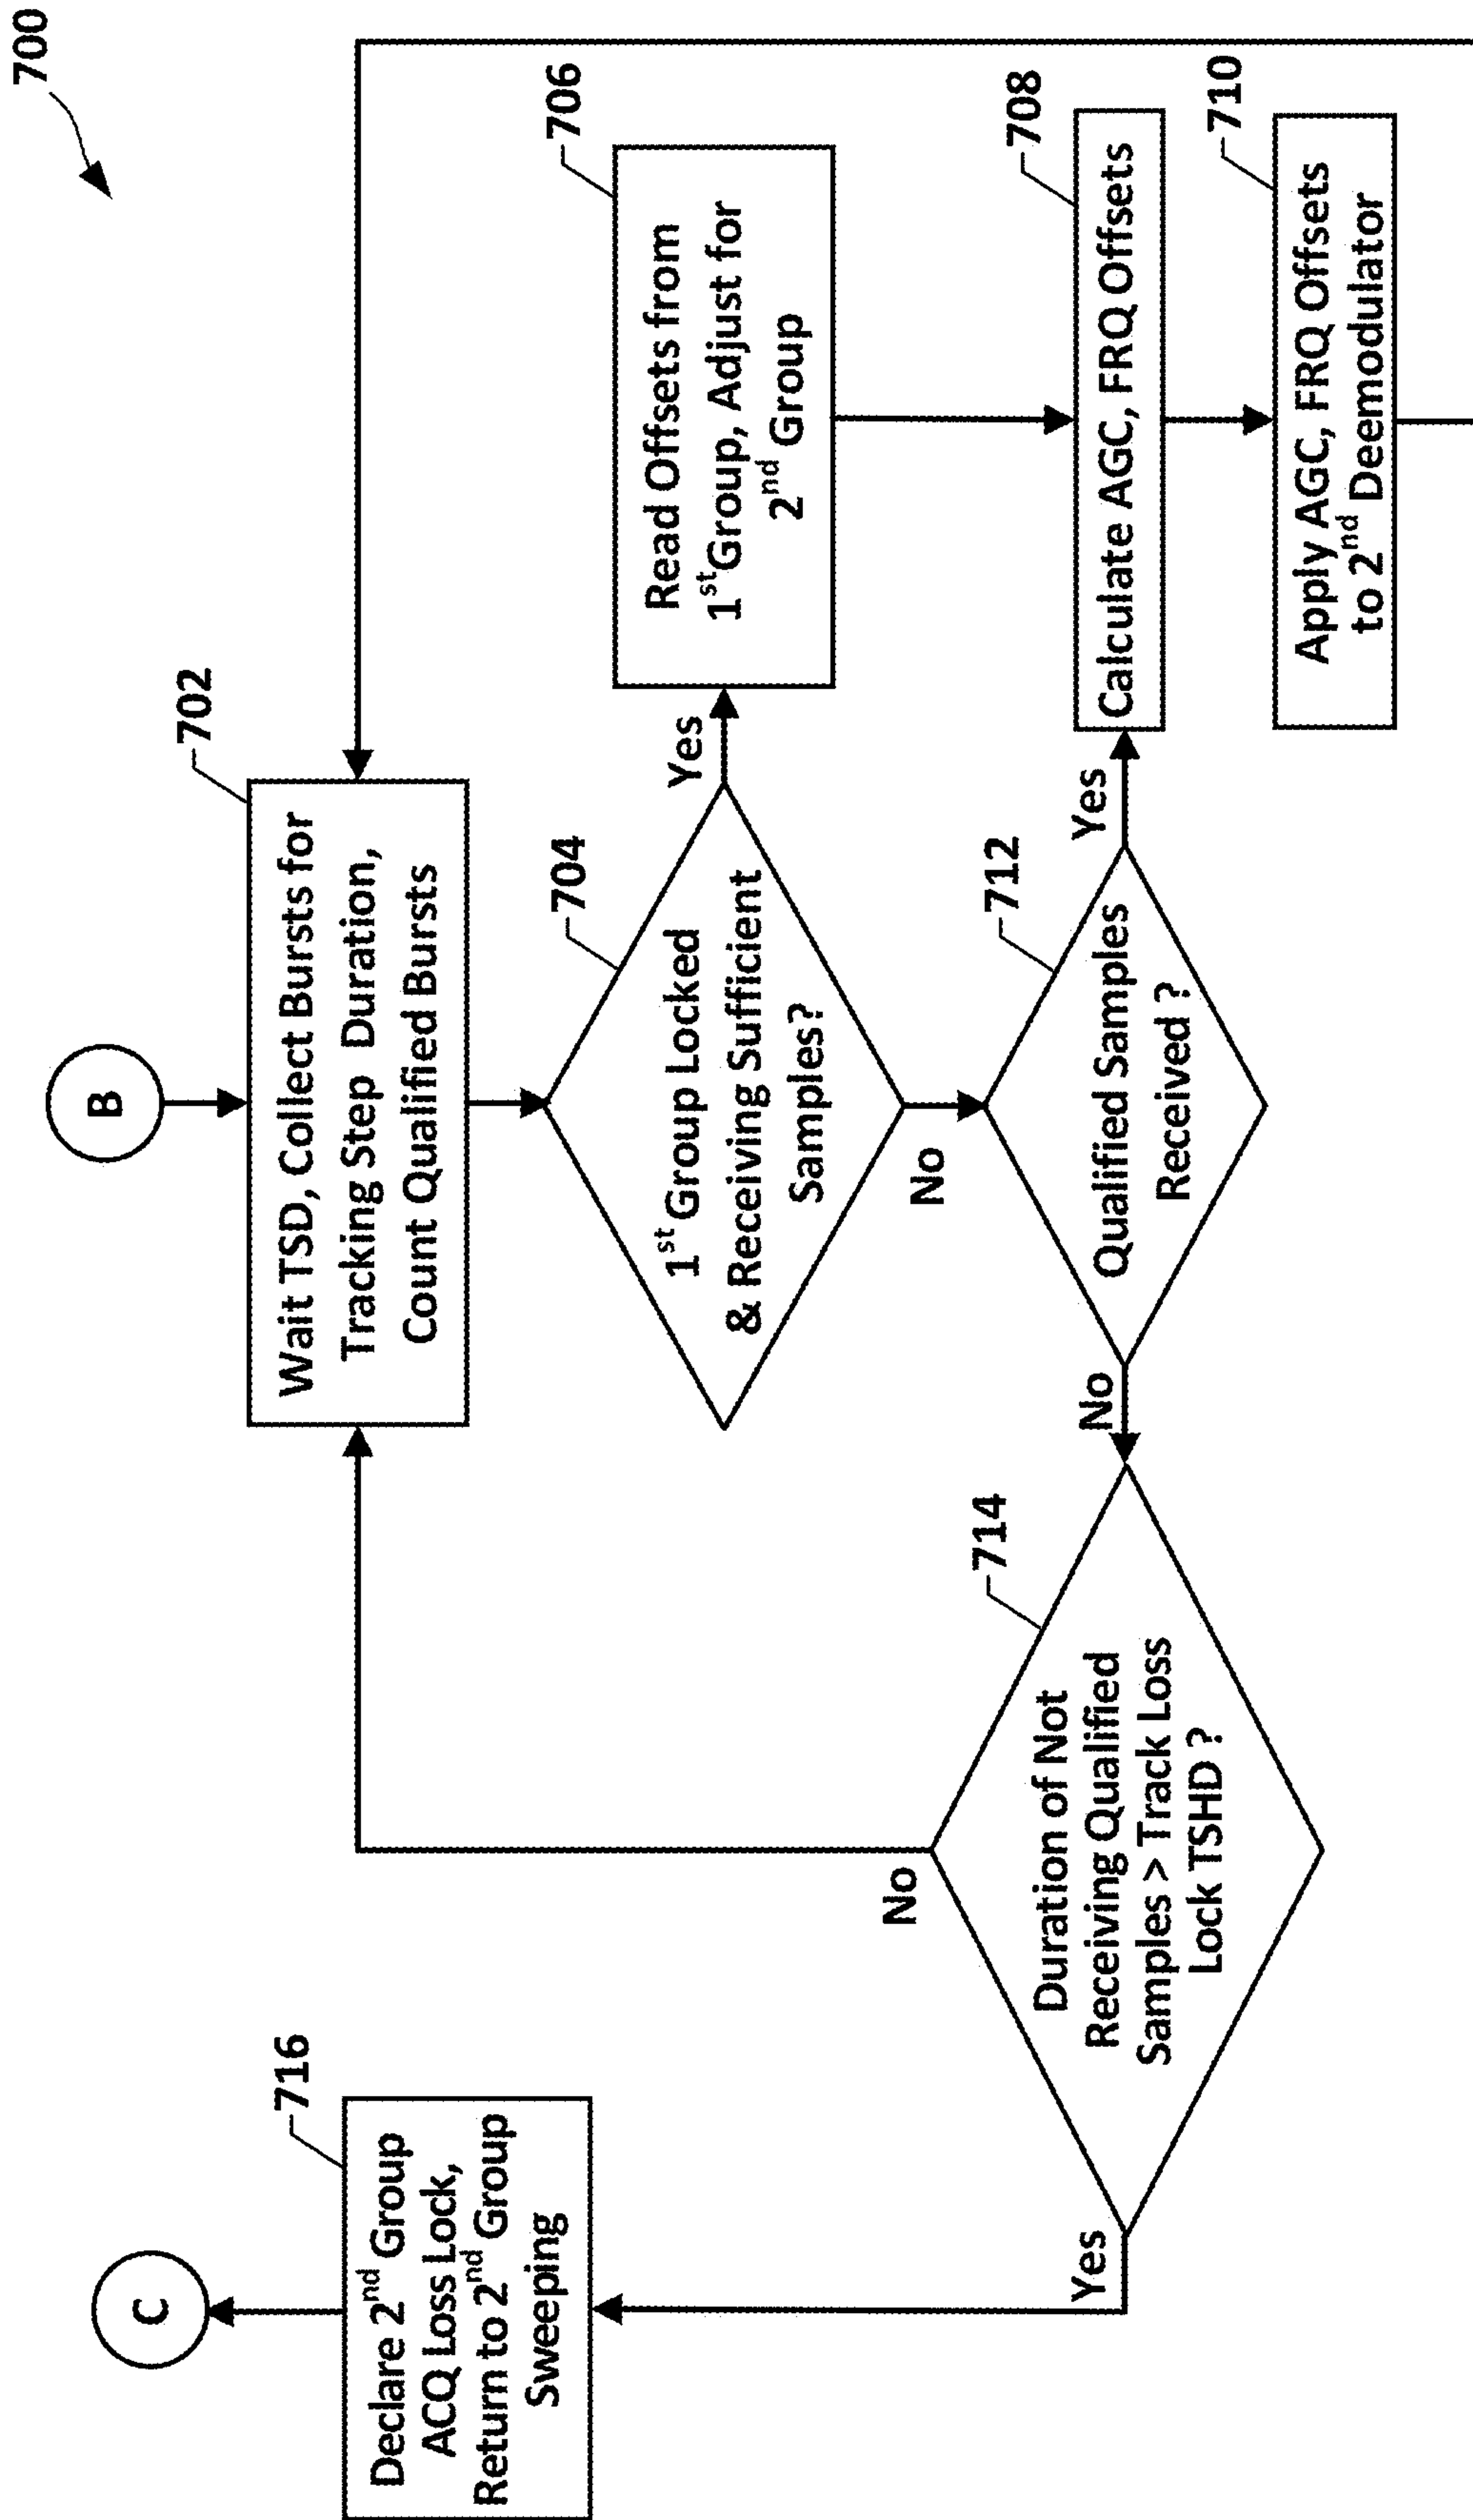 700
B
702
Wait TSD, Collect Bursts for
Tracking Step Duration,
Count Qualified Bursts
704
1st Group Locked
& Receiving Sufficient
Samples?
Yes
No
706
Read Offsets from
1st Group, Adjust for
2nd Group
708
Calculate AGC, FRQ Offsets
710
Apply AGC, FRQ Offsets
to 2nd Deemodulator
712
Qualified Samples
Received ?
Yes
No
714
Duration of Not
Receiving Qualified
Samples > Track Loss
Lock TSHD ?
No
Yes
716
Declare 2nd Group
ACQ Loss Lock,
Return to 2nd Group
Sweeping
C